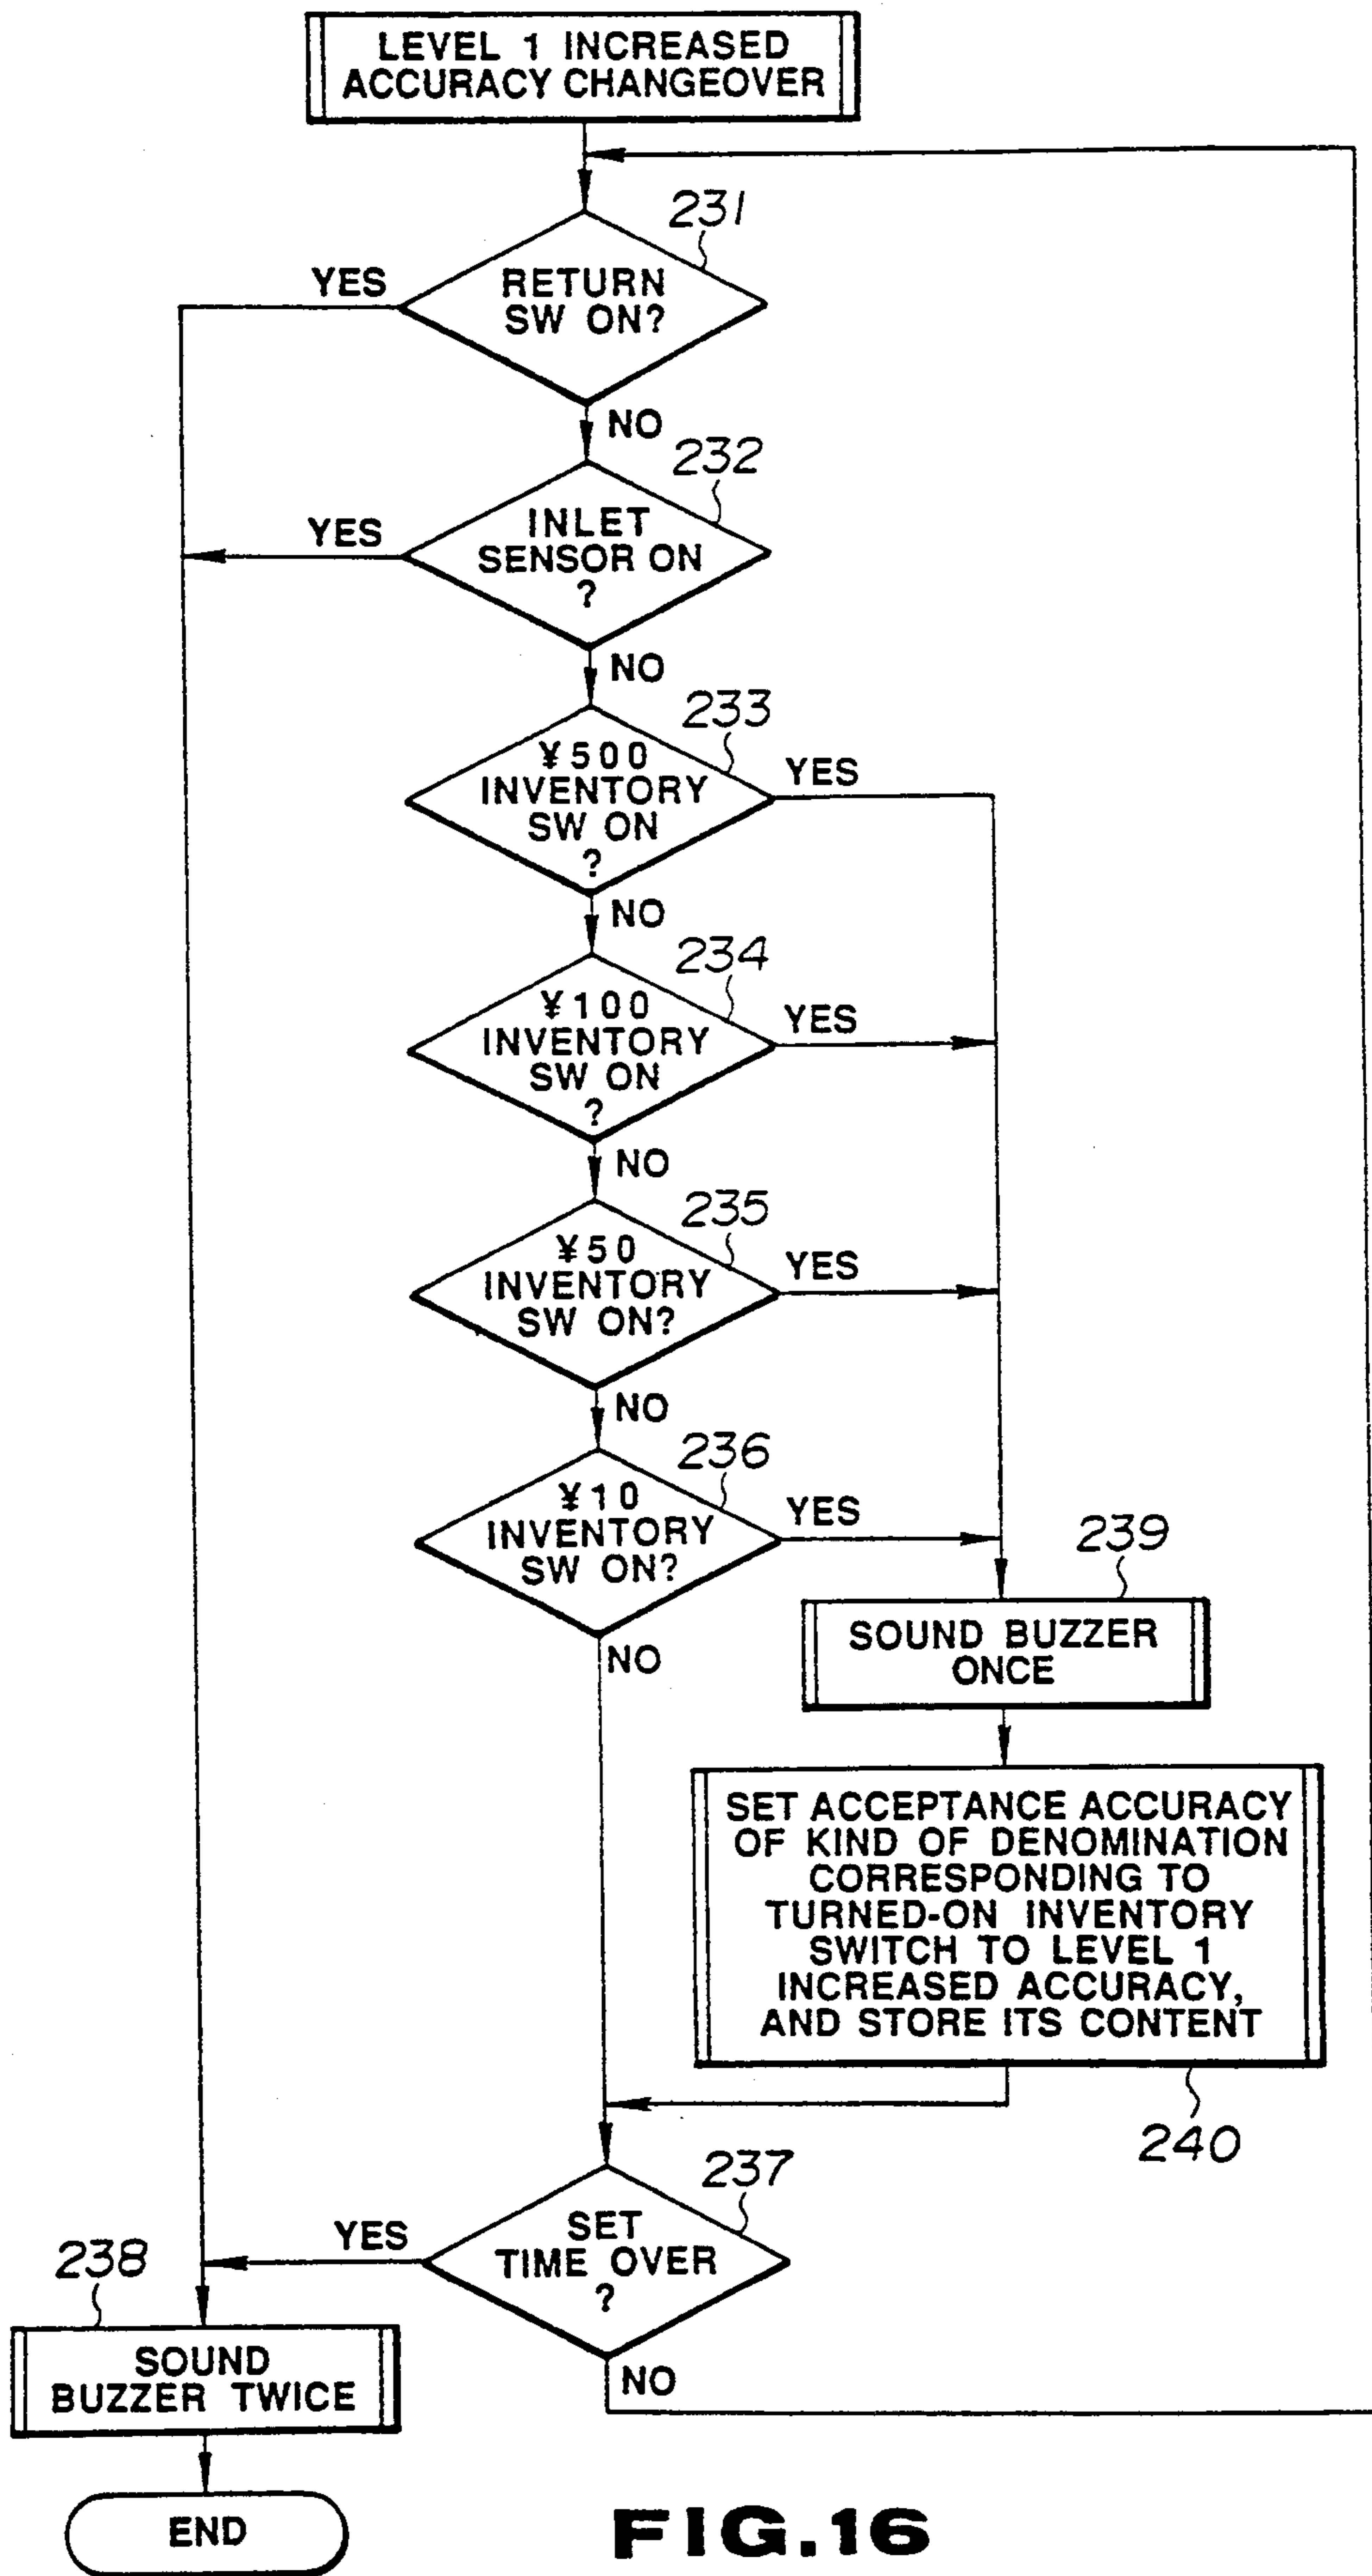 LEVEL 1 INCREASED
ACCURACY CHANGEOVER
231
YES
RETURN
SW ON?
NO
232
YES
INLET
SENSOR ON
?
NO
233
¥500
INVENTORY
SW ON
?
YES
NO
234
¥100
INVENTORY
SW ON
?
YES
NO
235
¥50
INVENTORY
SW ON?
YES
NO
236
¥10
INVENTORY
SW ON?
YES
NO
239
SOUND BUZZER
ONCE
SET ACCEPTANCE ACCURACY
OF KIND OF DENOMINATION
CORRESPONDING TO
TURNED-ON INVENTORY
SWITCH TO LEVEL 1
INCREASED ACCURACY,
AND STORE ITS CONTENT
240
237
SET
TIME OVER
?
YES
NO
238
SOUND
BUZZER TWICE
END
FIG.16